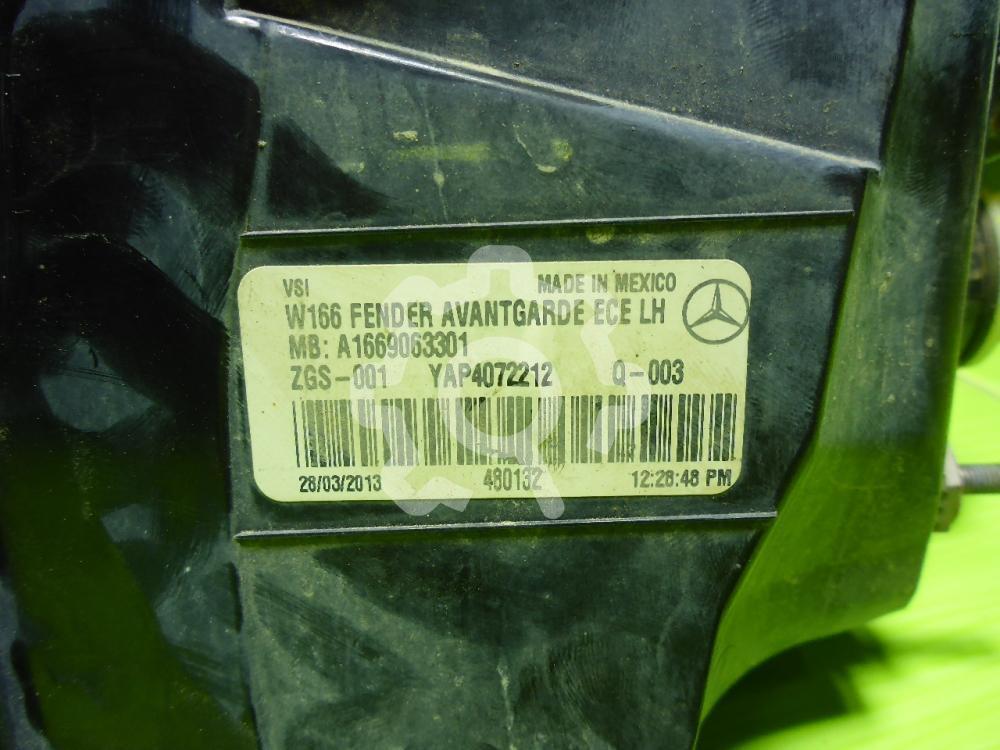 VSI MADE IN MEXICO
W166 FENDER AVANTGARDE ECE LH
MB: A1669063301
ZGS-001 YAP4072212 Q-003
28/03/2013 480132 12:28:48 PM